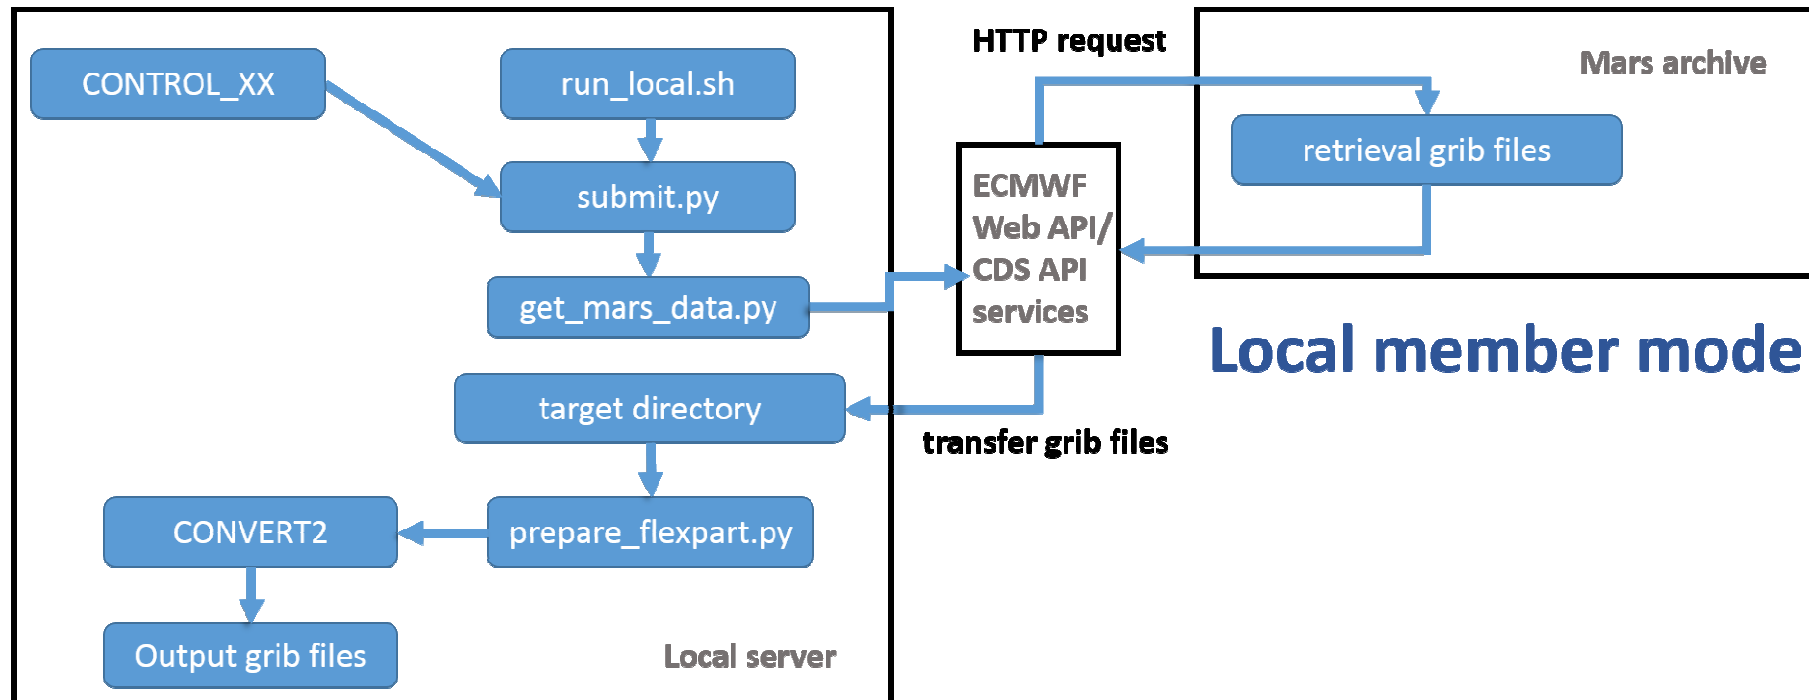 CONTROL_XX
run_local.sh
submit.py
get_mars_data.py
target directory
prepare_flexpart.py
CONVERT2
Output grib files
Local server
HTTP request
ECMWF
Web API/
CDS API
services
transfer grib files
Mars archive
retrieval grib files
Local member mode